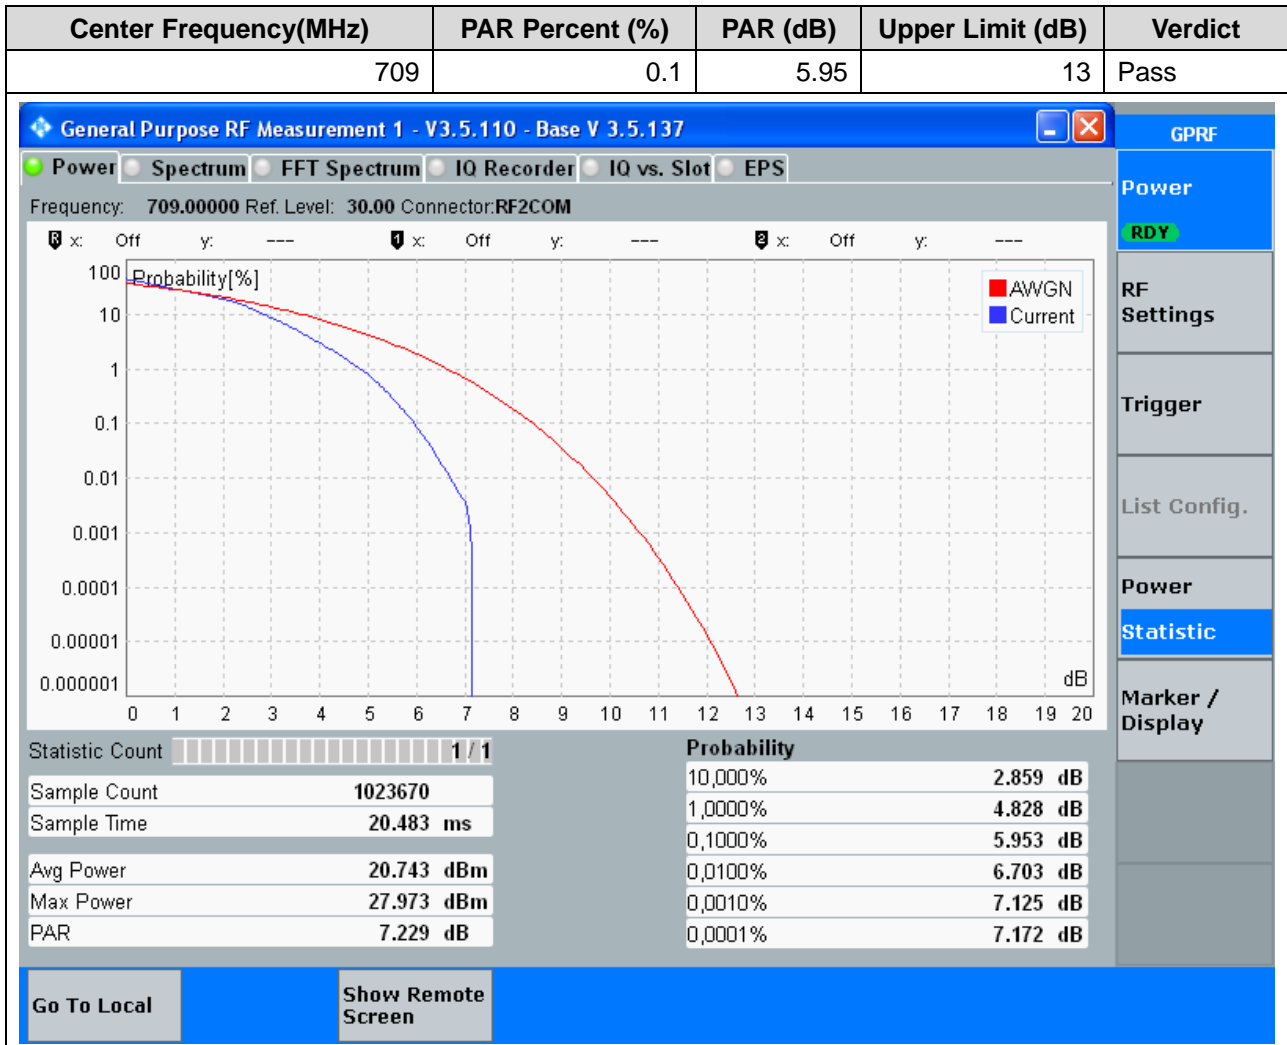 Center Frequency(MHz) PAR Percent (%) PAR (dB) Upper Limit (dB) Verdict
709 0.1 5.95 13 Pass
General Purpose RF Measurement 1 - V3.5.110 - Base V 3.5.137
GPRF
Power Spectrum FFT Spectrum IQ Recorder IQ vs. Slot EPS
Power
RDY
Frequency: 709.00000 Ref. Level: 30.00 Connector:RF2COM
R x: Off y: --- 1 x: Off y: --- 2 x: Off y: ---
100 Probability[%]
AWGN
Current
10
1
0.1
0.01
0.001
0.0001
0.00001
0.000001
dB
0 1 2 3 4 5 6 7 8 9 10 11 12 13 14 15 16 17 18 19 20
RF
Settings
Trigger
List Config.
Power
Statistic
Marker /
Display
Statistic Count 1 / 1
Sample Count 1023670
Sample Time 20.483 ms
Avg Power 20.743 dBm
Max Power 27.973 dBm
PAR 7.229 dB
Probability
10,000% 2.859 dB
1,0000% 4.828 dB
0,1000% 5.953 dB
0,0100% 6.703 dB
0,0010% 7.125 dB
0,0001% 7.172 dB
Go To Local
Show Remote
Screen